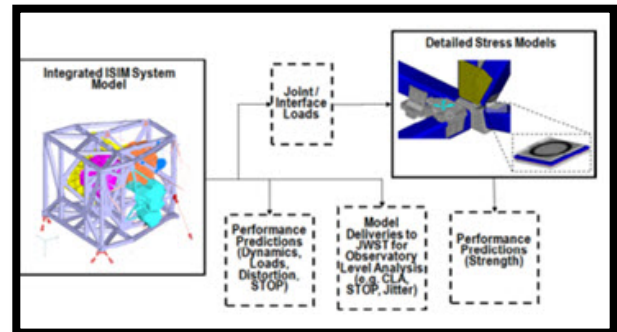 Integrated ISIM System
Model
Joint /
Interface
Loads
Detailed Stress Models
Performance
Predictions
(Dynamics,
Loads,
Distortion,
STOP)
Model
Deliveries to
JWST for
Observatory
Level Analysis
(e.g. CLA,
STOP, Jitter)
Performance
Predictions
(Strength)